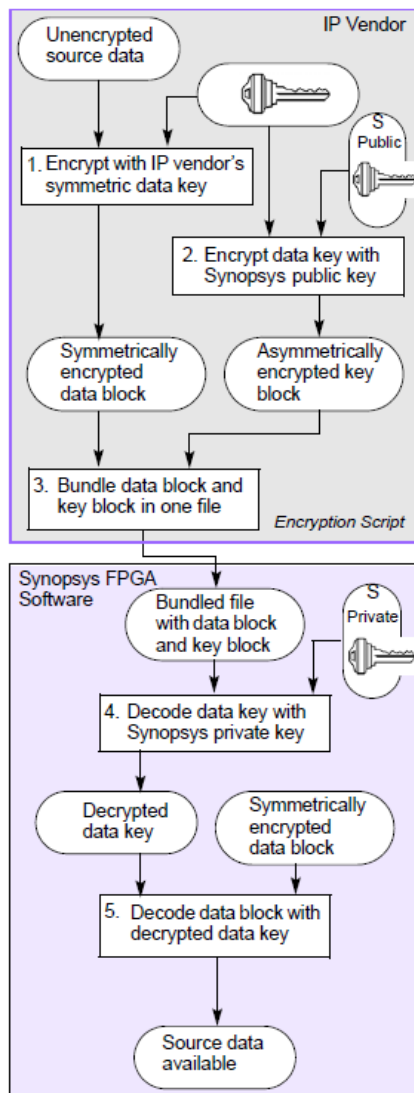 IP Vendor
Unencrypted
source data
S
Public
1. Encrypt with IP vendor's
symmetric data key
2. Encrypt data key with
Synopsys public key
Symmetrically
encrypted
data block
Asymmetrically
encrypted key
block
3. Bundle data block and
key block in one file
Encryption Script
Synopsys FPGA
Software
Bundled file
with data block
and key block
S
Private
4. Decode data key with
Synopsys private key
Decrypted
data key
Symmetrically
encrypted
data block
5. Decode data block with
decrypted data key
Source data
available